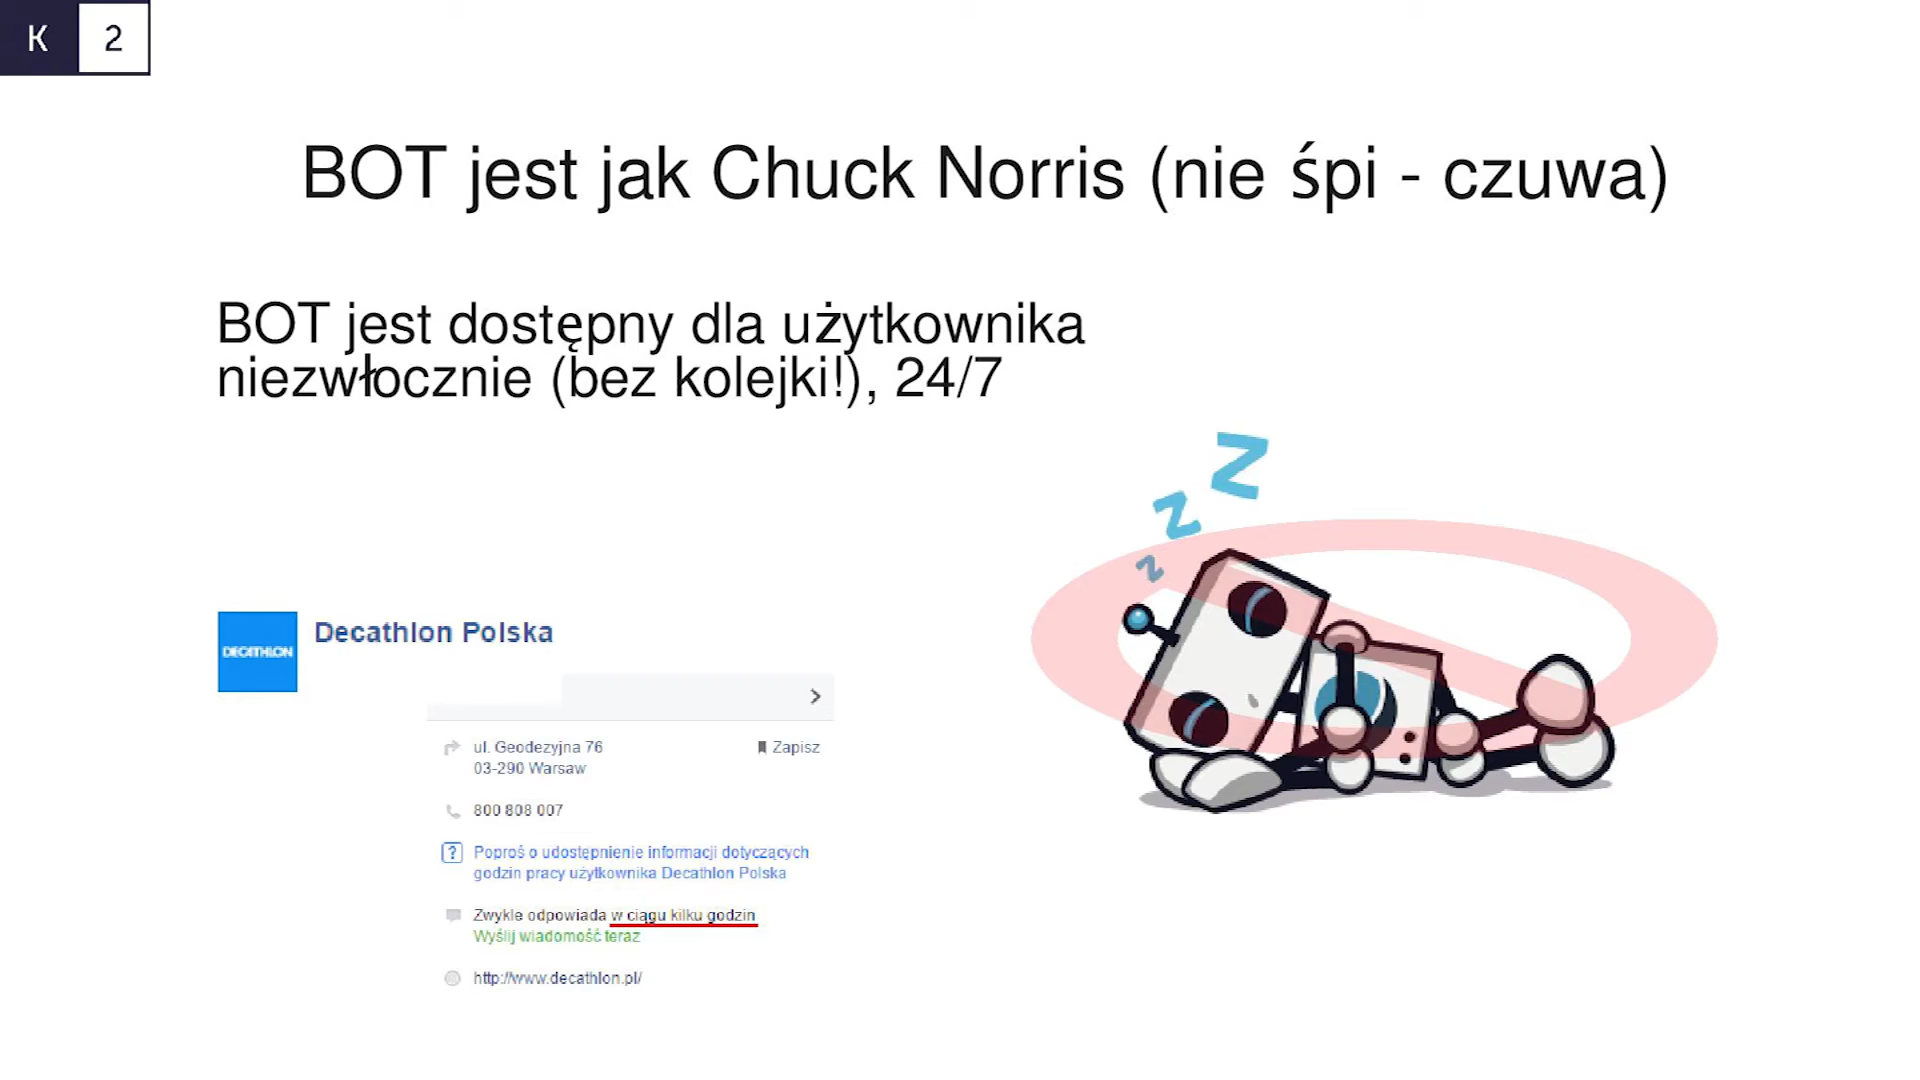 K 2
BOT jest jak Chuck Norris (nie śpi - czuwa)
BOT jest dostępny dla użytkownika
niezwłocznie (bez kolejki!), 24/7
z z z
DECATHLON
Decathlon Polska
ul. Geodezyjna 76
Zapisz
03-290 Warsaw
800 808 007
? Poproś o udostępnienie informacji dotyczących
godzin pracy użytkownika Decathlon Polska
Zwykle odpowiada w ciągu kilku godzin
Wyślij wiadomość teraz
http://www.decathlon.pl/